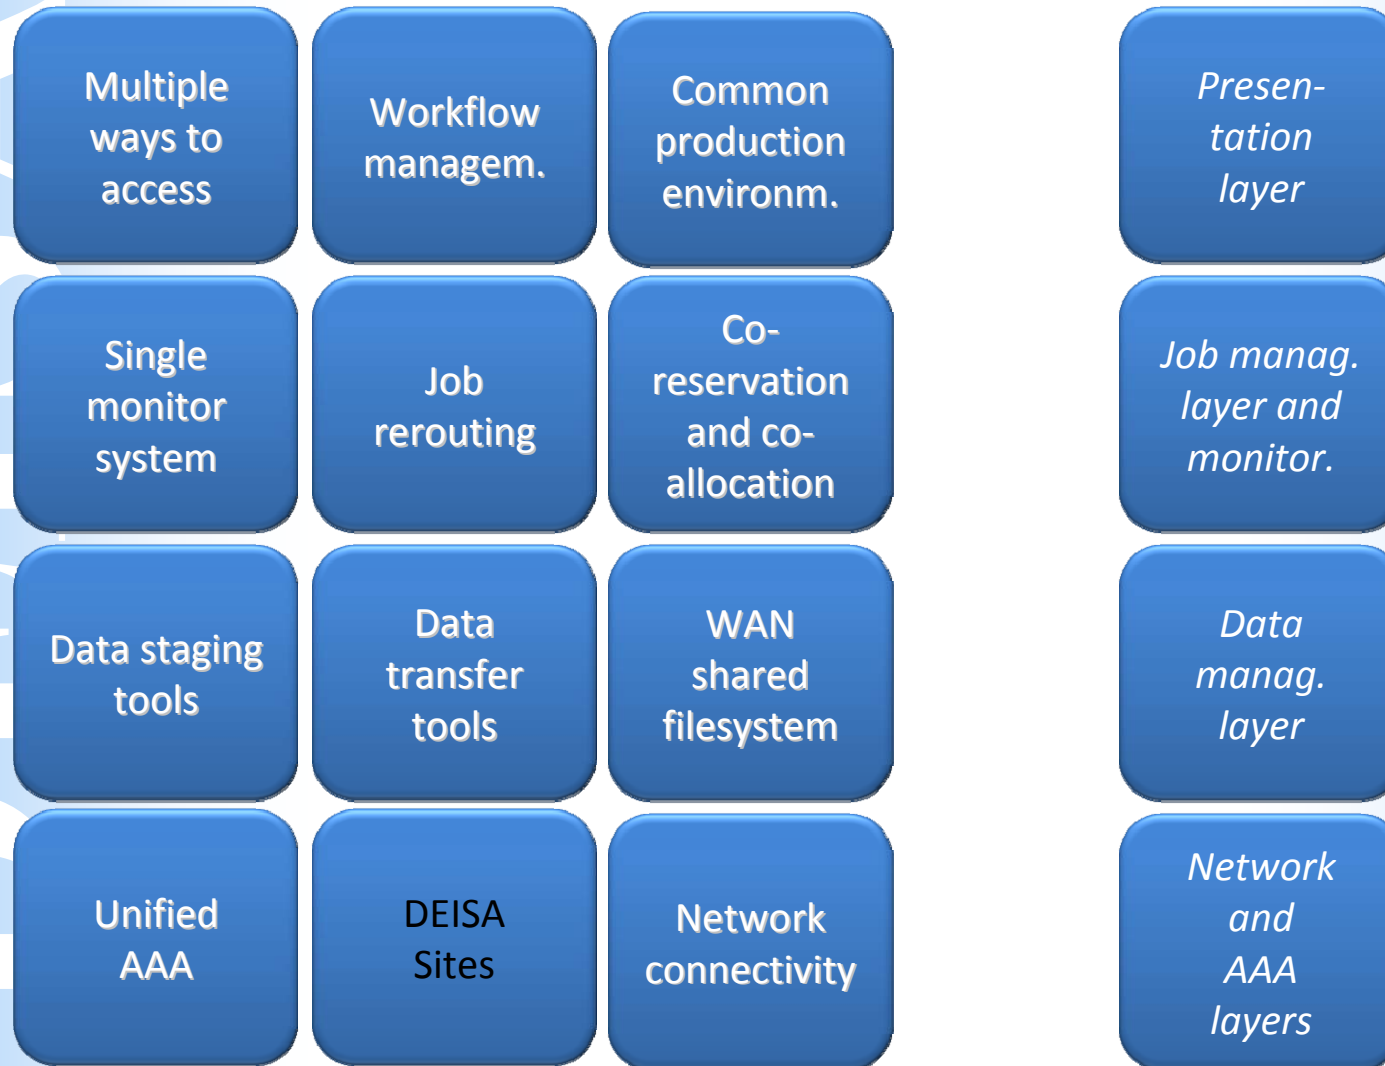 Multiple
ways to
access
Workflow
managem.
Common
production
environm.
Presen-
tation
layer
Single
monitor
system
Job
rerouting
Co-
reservation
and co-
allocation
Job manag.
layer and
monitor.
Data staging
tools
Data
transfer
tools
WAN
shared
filesystem
Data
manag.
layer
Unified
AAA
DEISA
Sites
Network
connectivity
Network
and
AAA
layers